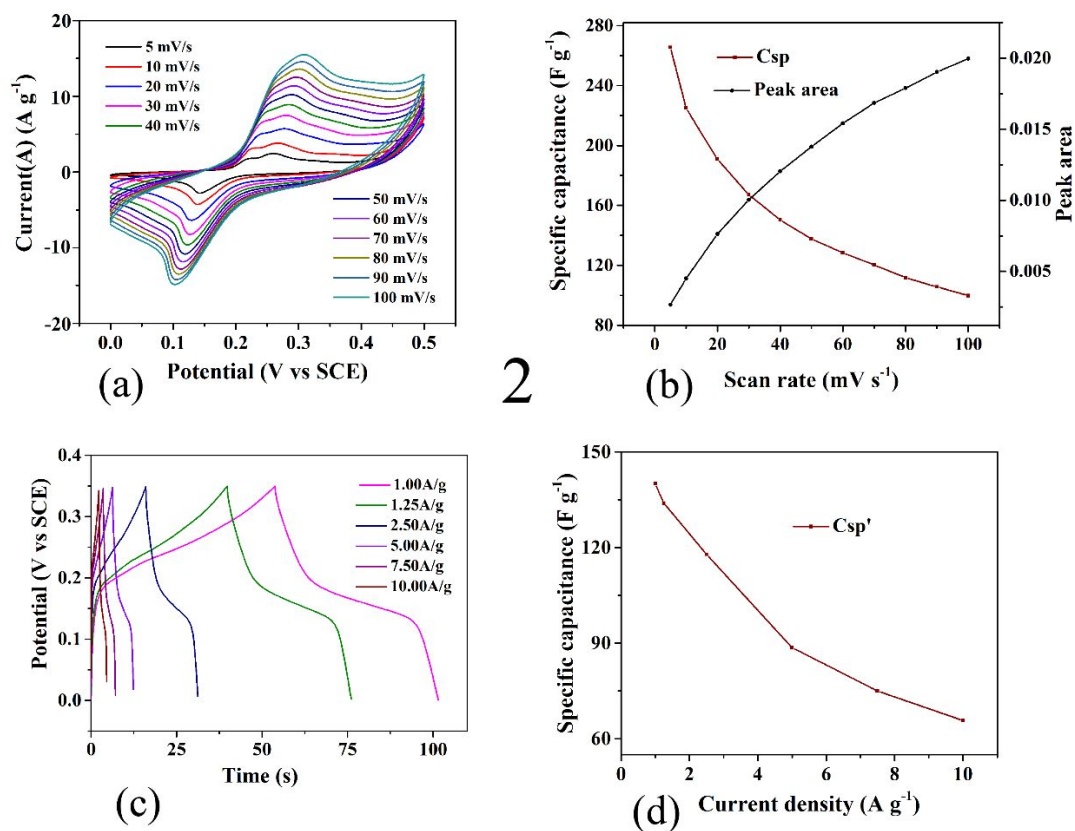 20
10
0
-10
-20
Current(A) (A g⁻¹)
5 mV/s
10 mV/s
20 mV/s
30 mV/s
40 mV/s
50 mV/s
60 mV/s
70 mV/s
80 mV/s
90 mV/s
100 mV/s
0.0 0.1 0.2 0.3 0.4 0.5
Potential (V vs SCE)
(a)
280
240
200
160
120
80
Specific capacitance (F g⁻¹)
Csp
Peak area
0.020
0.015
0.010
0.005
Peak area
0 20 40 60 80 100
Scan rate (mV s⁻¹)
(b)
2
0.4
0.3
0.2
0.1
0.0
Potential (V vs SCE)
1.00A/g
1.25A/g
2.50A/g
5.00A/g
7.50A/g
10.00A/g
0 25 50 75 100
Time (s)
(c)
150
120
90
60
Specific capacitance (F g⁻¹)
Csp'
0 2 4 6 8 10
Current density (A g⁻¹)
(d)